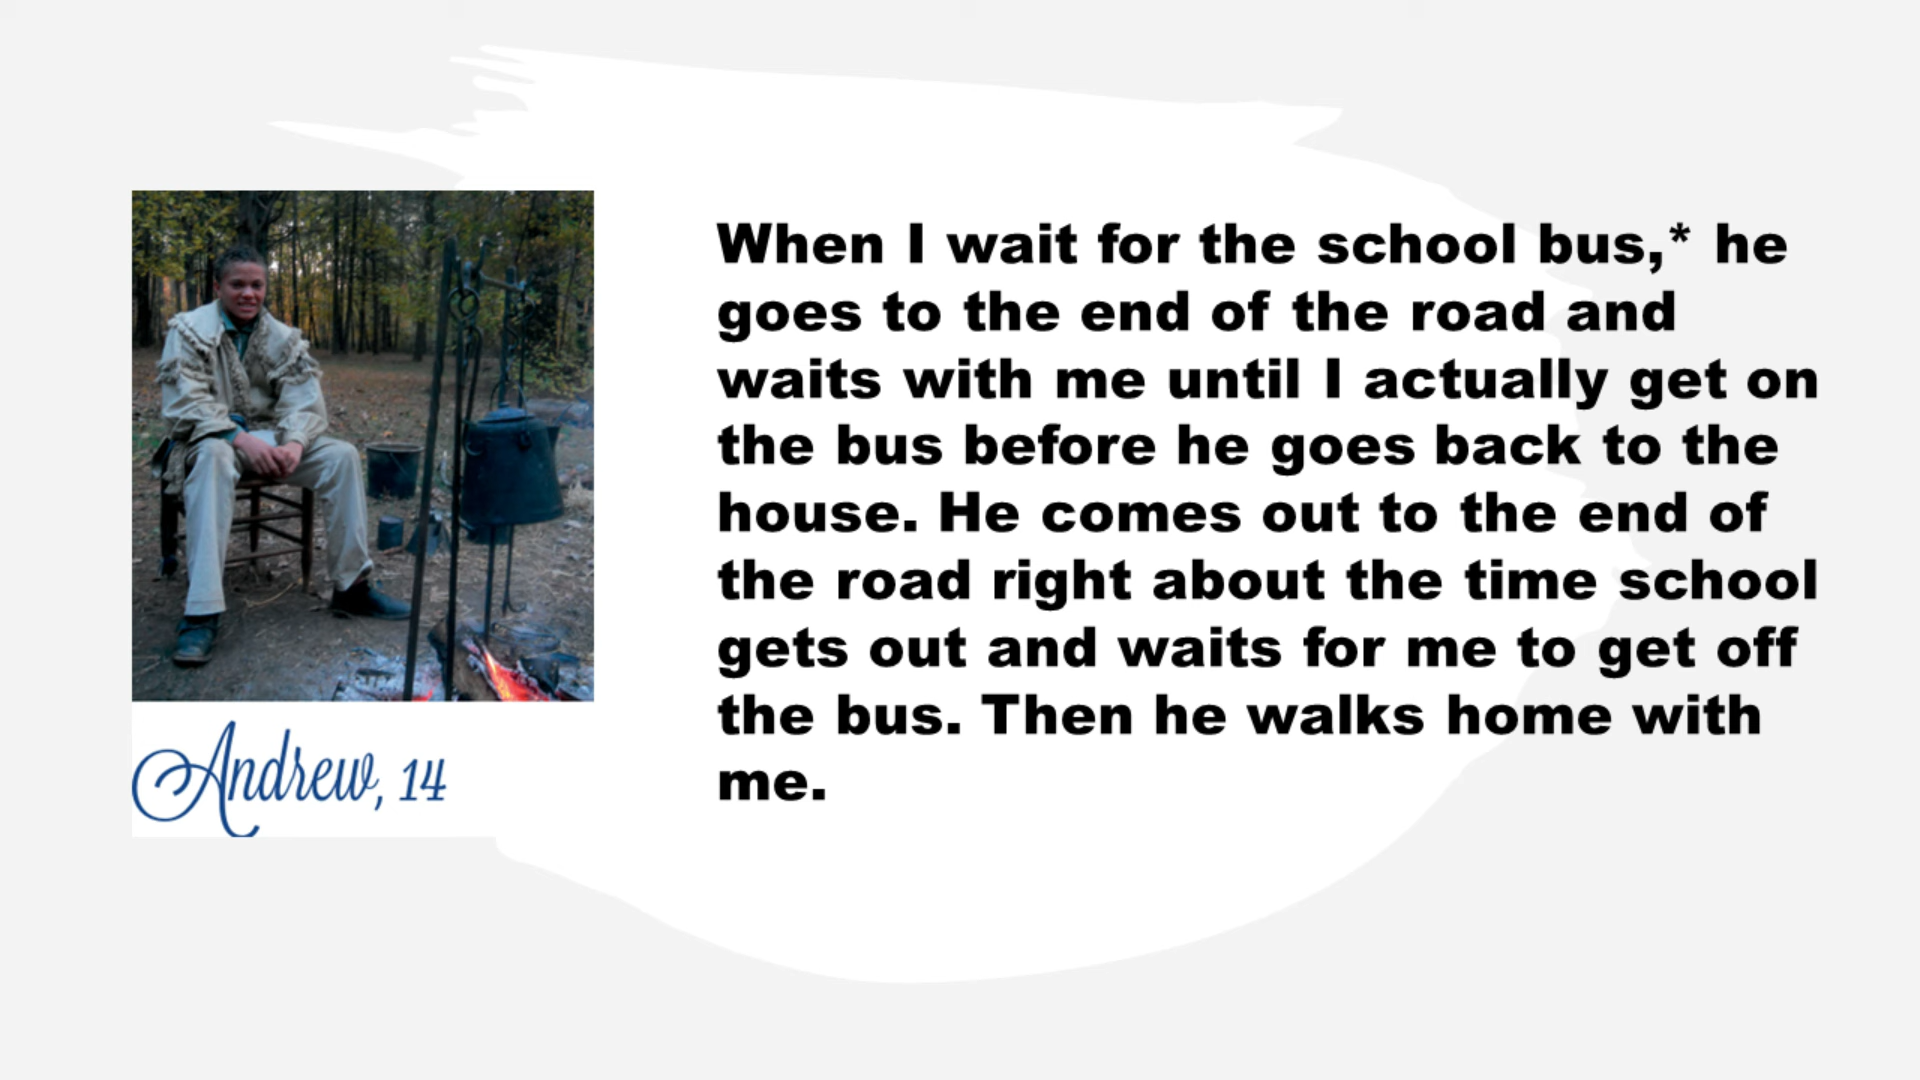 When I wait for the school bus,* he
goes to the end of the road and
waits with me until I actually get on
the bus before he goes back to the
house. He comes out to the end of
the road right about the time school
gets out and waits for me to get off
the bus. Then he walks home with
me.
Andrew, 14